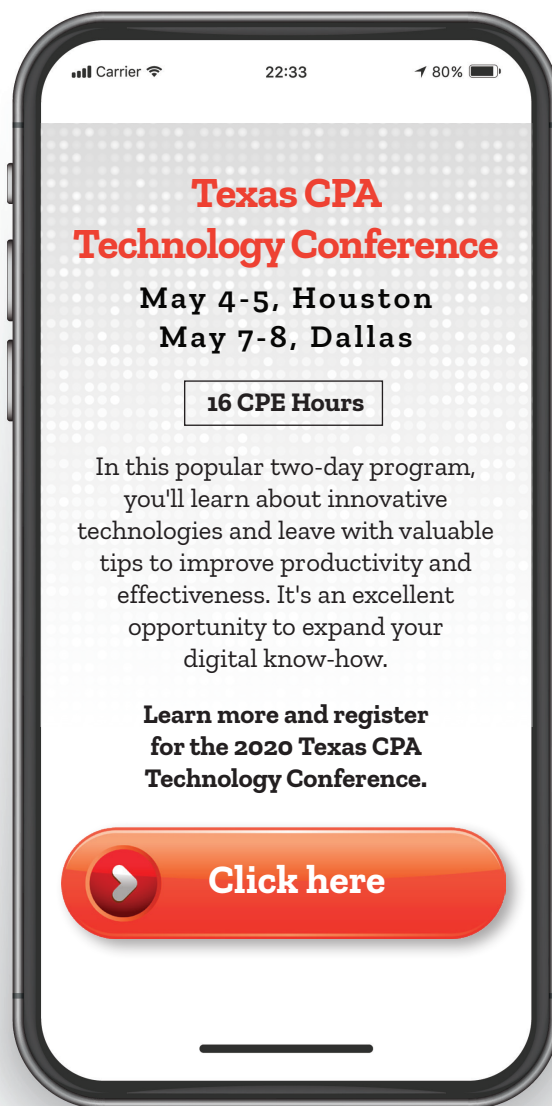 Carrier 22:33 80%
Texas CPA
Technology Conference
May 4-5, Houston
May 7-8, Dallas
16 CPE Hours
In this popular two-day program,
you'll learn about innovative
technologies and leave with valuable
tips to improve productivity and
effectiveness. It's an excellent
opportunity to expand your
digital know-how.
Learn more and register
for the 2020 Texas CPA
Technology Conference.
Click here